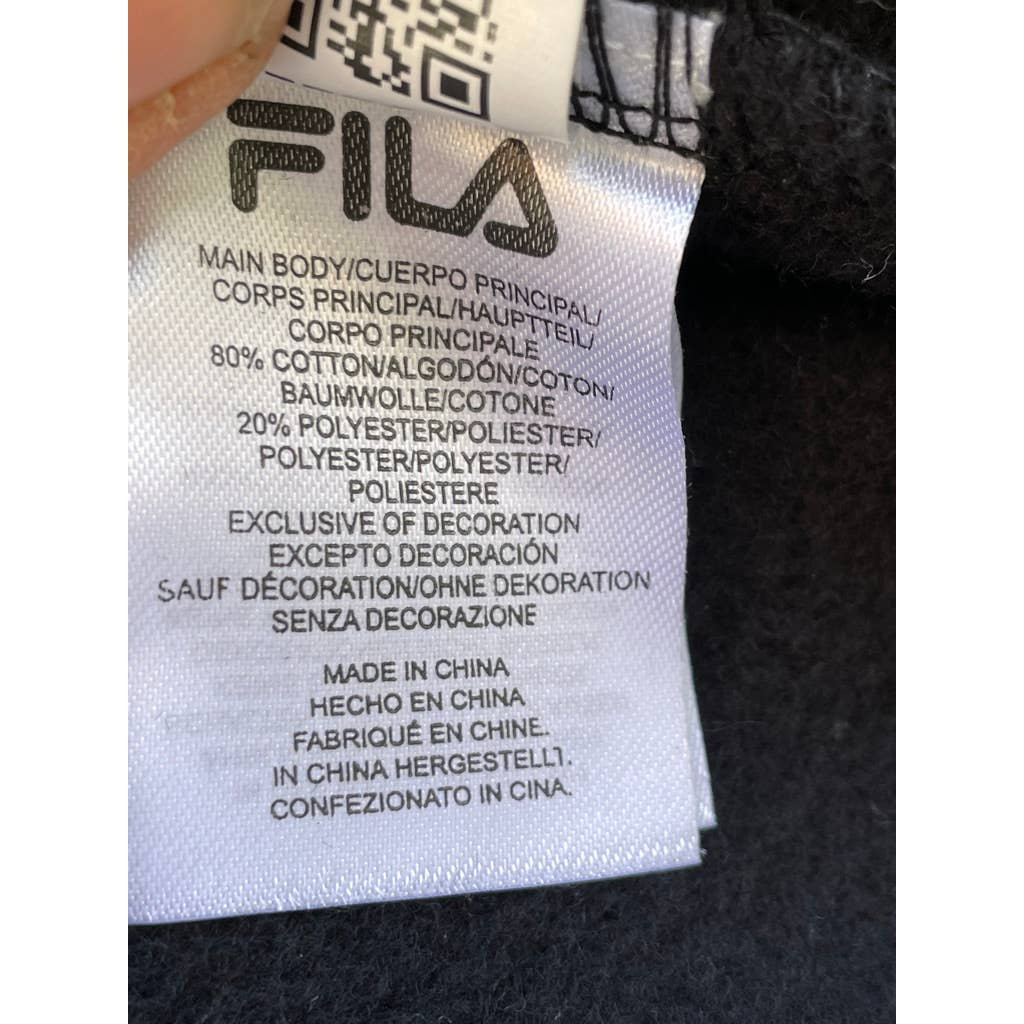 FILA
MAIN BODY/CUERPO PRINCIPAL/
CORPS PRINCIPAL/HAUPTTEIL/
CORPO PRINCIPALE
80% COTTON/ALGODÓN/COTON/
BAUMWOLLE/COTONE
20% POLYESTER/POLIESTER/
POLYESTER/POLYESTER/
POLIESTERE
EXCLUSIVE OF DECORATION
EXCEPTO DECORACIÓN
SAUF DÉCORATION/OHNE DEKORATION
SENZA DECORAZIONE
MADE IN CHINA
HECHO EN CHINA
FABRIQUÉ EN CHINE.
IN CHINA HERGESTELLT.
CONFEZIONATO IN CINA.